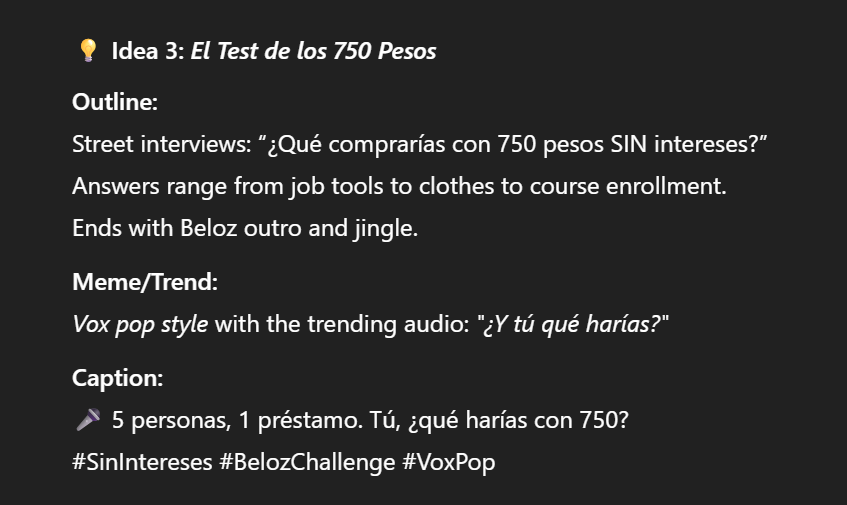 💡 Idea 3: El Test de los 750 Pesos
Outline:
Street interviews: “¿Qué comprarías con 750 pesos SIN intereses?”
Answers range from job tools to clothes to course enrollment.
Ends with Beloz outro and jingle.
Meme/Trend:
Vox pop style with the trending audio: "¿Y tú qué harías?"
Caption:
🎤 5 personas, 1 préstamo. Tú, ¿qué harías con 750?
#SinIntereses #BelozChallenge #VoxPop